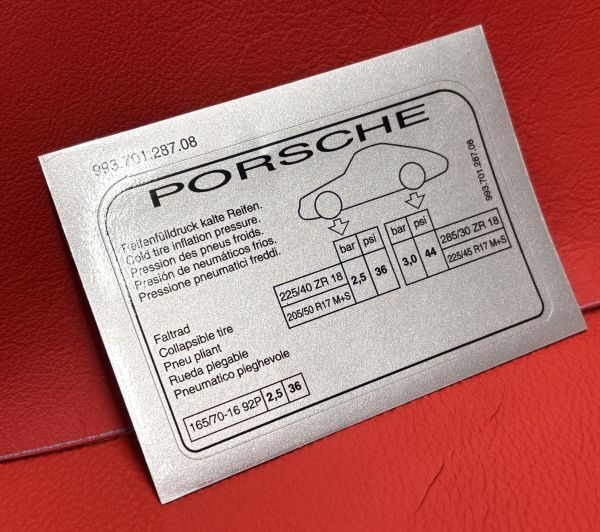 993.701.287.08
PORSCHE
Reifenfülldruck kalte Reifen.
Cold tire inflation pressure.
Pression des pneus froids.
Presión de neumáticos frios.
Pressione pneumatici freddi.
bar psi
225/40 ZR 18
205/50 R17 M+S
2,5 36
bar psi
3,0 44
285/30 ZR 18
225/45 R17 M+S
993.701.287.08
Faltrad
Collapsible tire
Pneu pliant
Rueda plegable
Pneumatico pieghevole
165/70-16 92P 2,5 36